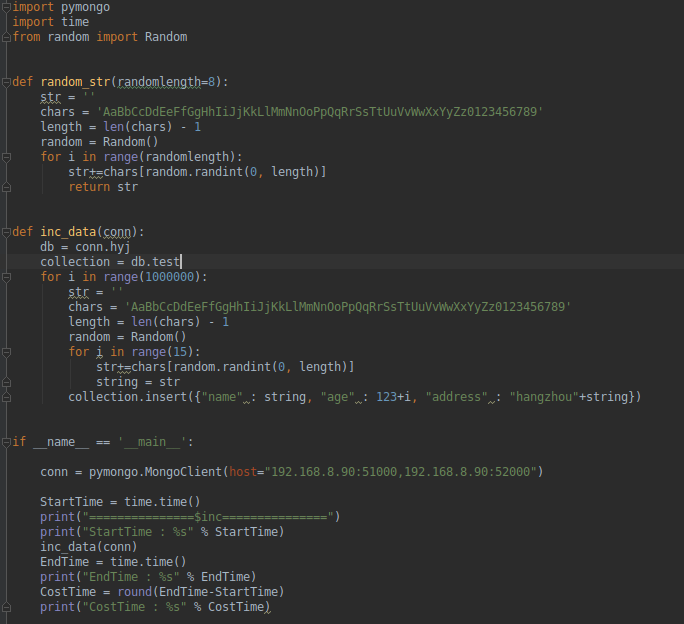 import pymongo
import time
from random import Random
def random_str(randomlength=8):
    str = ''
    chars = 'AaBbCcDdEeFfGgHhIiJjKkLlMmNnOoPpQqRrSsTtUuVvWwXxYyZz0123456789'
    length = len(chars) - 1
    random = Random()
    for i in range(randomlength):
        str+=chars[random.randint(0, length)]
        return str
def inc_data(conn):
    db = conn.hyj
    collection = db.test
    for i in range(1000000):
        str = ''
        chars = 'AaBbCcDdEeFfGgHhIiJjKkLlMmNnOoPpQqRrSsTtUuVvWwXxYyZz0123456789'
        length = len(chars) - 1
        random = Random()
        for i in range(15):
            str+=chars[random.randint(0, length)]
            string = str
        collection.insert({"name" : string, "age" : 123+i, "address" : "hangzhou"+string})
if __name__ == '__main__':
    conn = pymongo.MongoClient(host="192.168.8.90:51000,192.168.8.90:52000")
    StartTime = time.time()
    print("===============$inc===============")
    print("StartTime : %s" % StartTime)
    inc_data(conn)
    EndTime = time.time()
    print("EndTime : %s" % EndTime)
    CostTime = round(EndTime-StartTime)
    print("CostTime : %s" % CostTime)